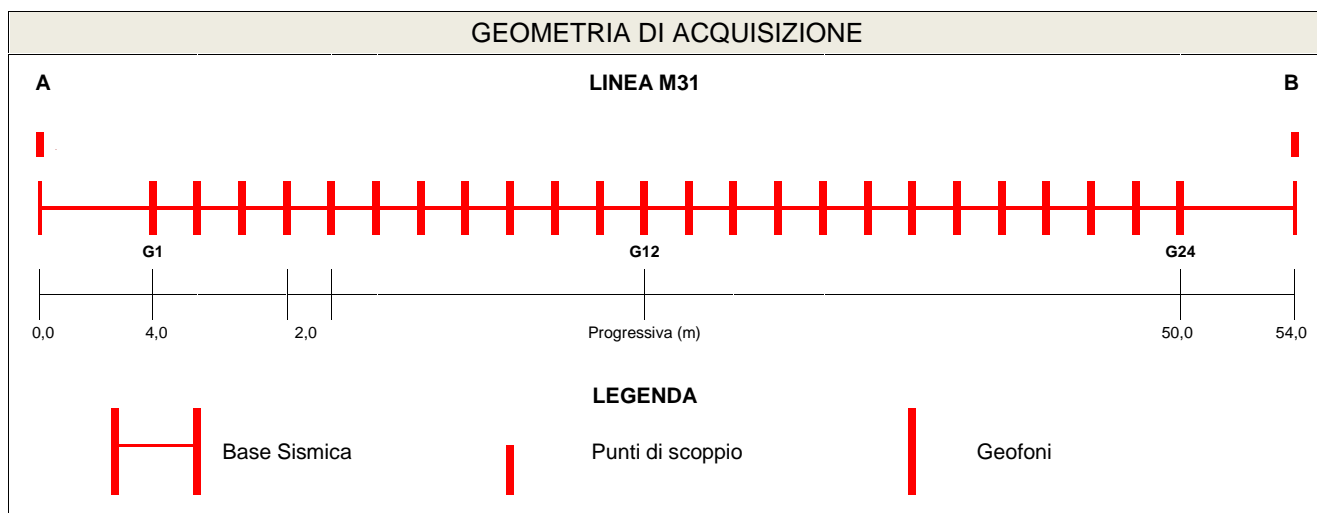 GEOMETRIA DI ACQUISIZIONE
A LINEA M31 B
G1 G12 G24
0,0 4,0 2,0 Progressiva (m) 50,0 54,0
LEGENDA
Base Sismica Punti di scoppio Geofoni